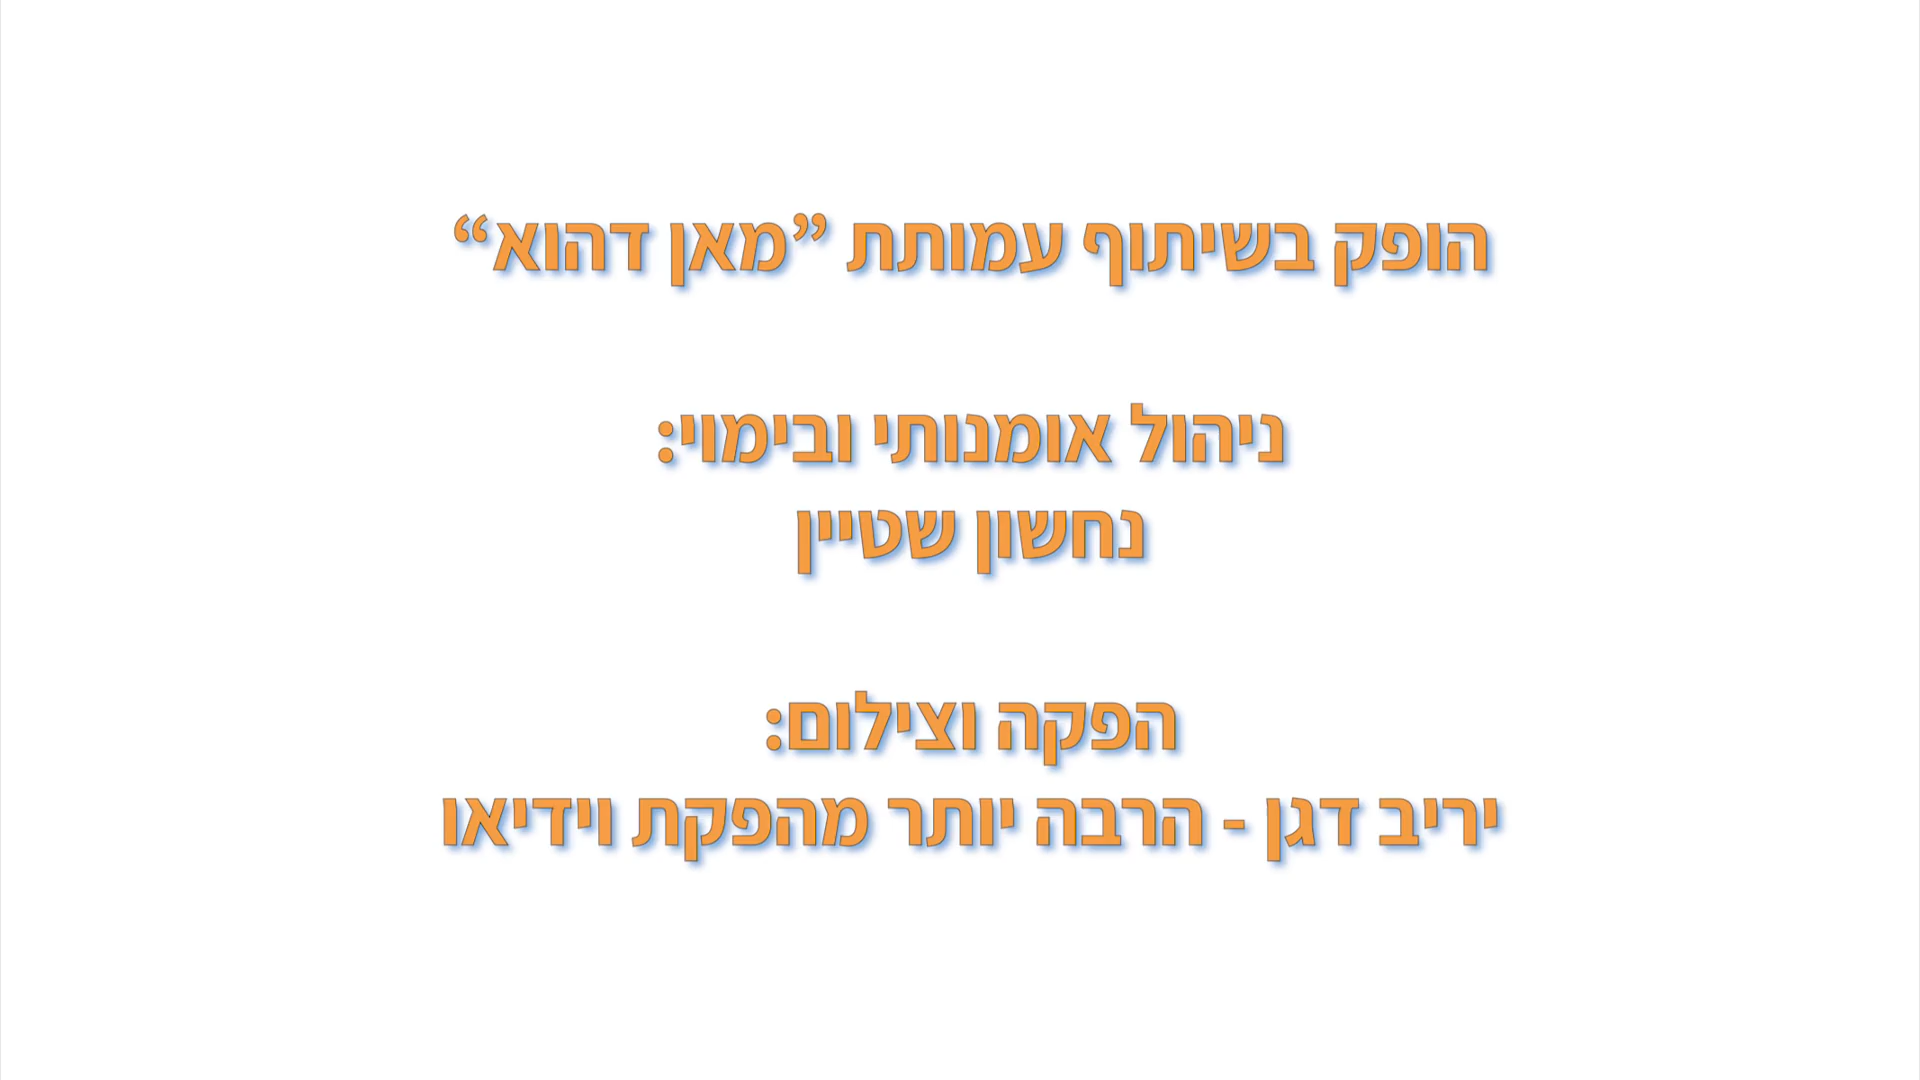 הופק בשיתוף עמותת ”מאן דהוא“
ניהול אומנותי ובימוי:
נחשון שטיין
הפקה וצילום:
יריב דגן - הרבה יותר מהפקת וידיאו